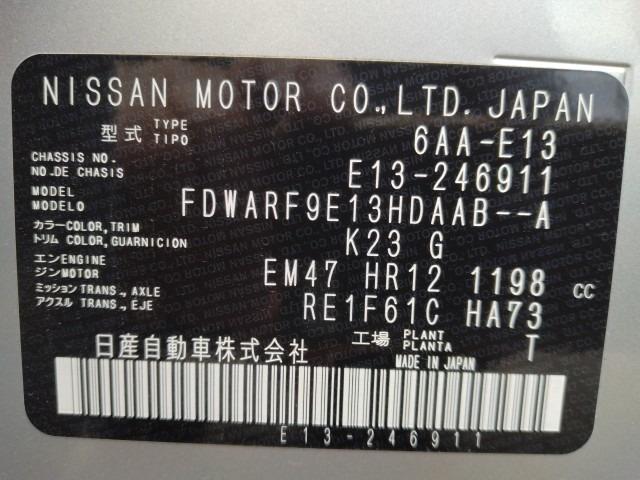 NISSAN MOTOR CO.,LTD. JAPAN
型式 TYPE TIPO 6AA-E13
CHASSIS NO. NO.DE CHASIS E13-246911
MODEL MODELO FDWARF9E13HDAAB--A
カラー COLOR,TRIM トリム COLOR,GUARNICION K23 G
エンジン ENGINE MOTOR EM47 HR12 1198 cc
ミッション TRANS.,AXLE アクスル TRANS.,EJE RE1F61C HA73
日産自動車株式会社 工場 PLANT PLANTA T
MADE IN JAPAN
E13-246911